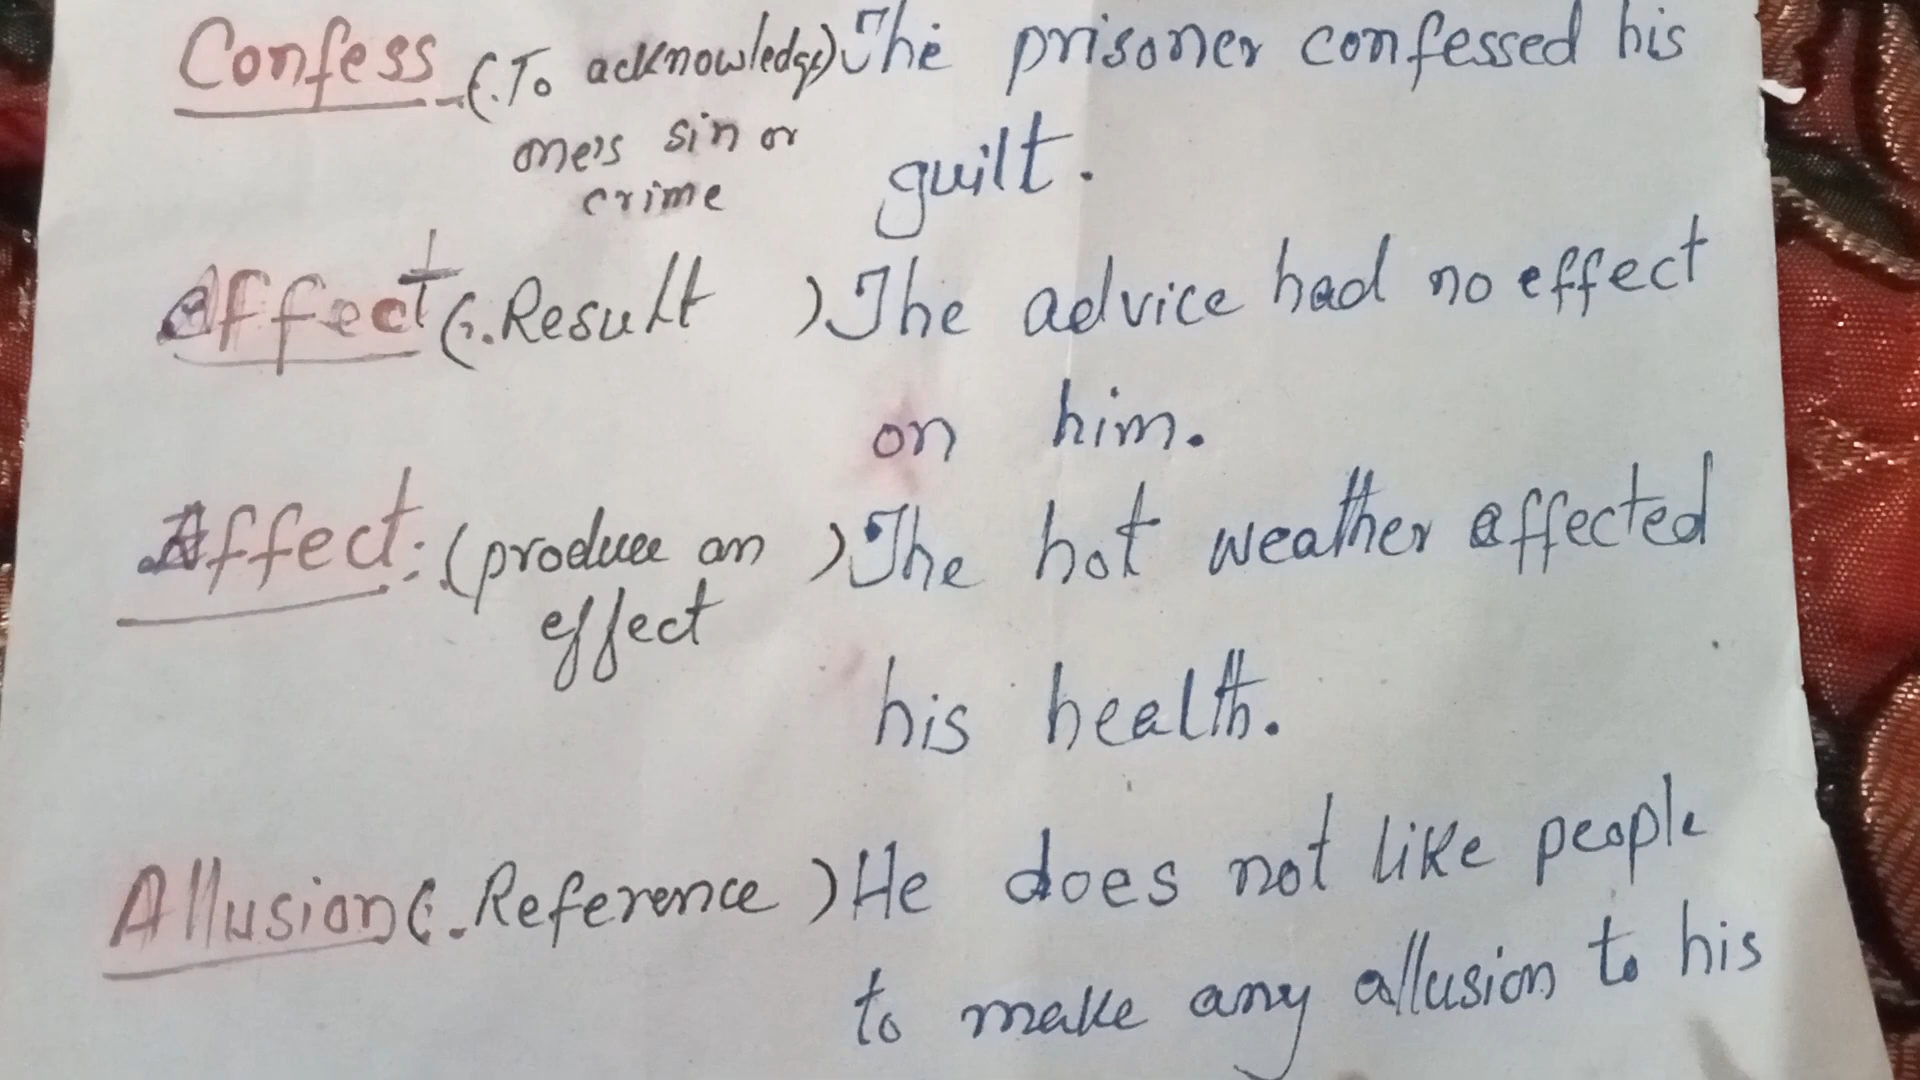 Confess (.To acknowledge) The prisoner confessed his
one's sin or guilt.
crime
effect (.Result ) The advice had no effect
on him.
Affect: (produce an ) The hot weather affected
effect
his health.
Allusion (.Reference ) He does not like people
to make any allusion to his